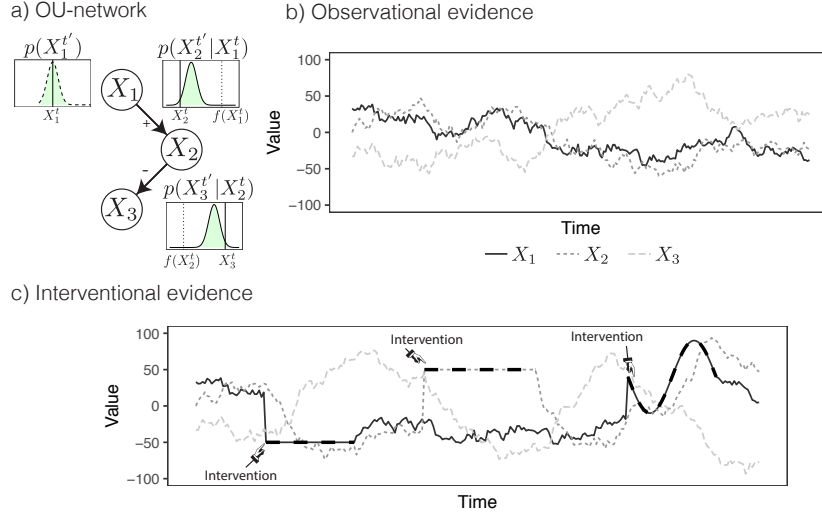 a) OU-network
p(X₁ᵗ′)
X₁ᵗ
X₁
p(X₂ᵗ′|X₁ᵗ)
X₂ᵗ f(X₁ᵗ)
+
X₂
-
X₃
p(X₃ᵗ′|X₂ᵗ)
f(X₂ᵗ) X₃ᵗ
b) Observational evidence
Value
100
50
0
−50
−100
Time
X₁ X₂ X₃
c) Interventional evidence
Value
100
50
0
−50
−100
Intervention
Intervention
Intervention
Time